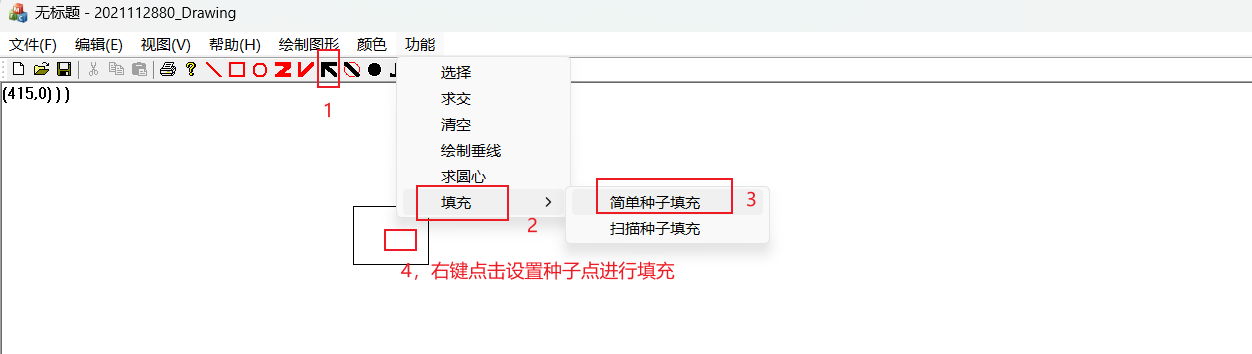 无标题 - 2021112880_Drawing
文件(F) 编辑(E) 视图(V) 帮助(H) 绘制图形 颜色 功能
(415,0) ) )
1
选择
求交
清空
绘制垂线
求圆心
填充
2
简单种子填充
3
扫描种子填充
4，右键点击设置种子点进行填充